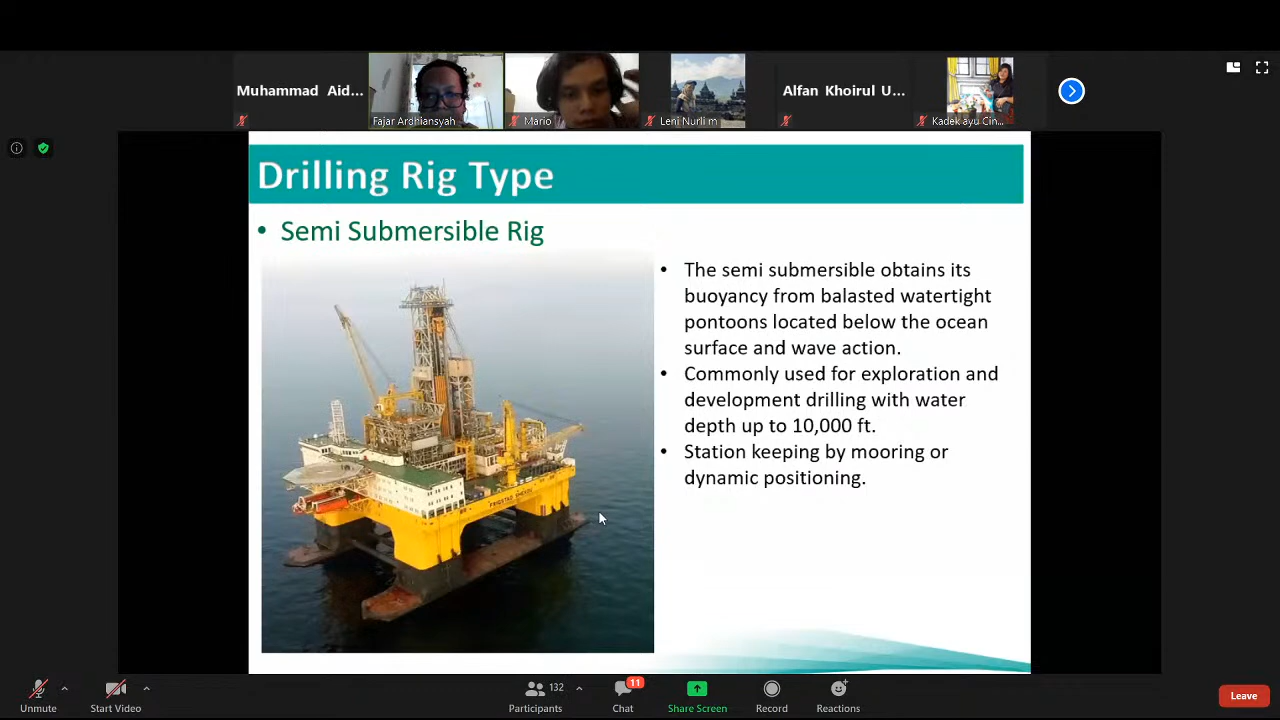 Muhammad Aid...
Fajar Ardhiansyah
Mario
Leni Nurli m
Alfan Khoirul U...
Kadek ayu Cin...
Drilling Rig Type
• Semi Submersible Rig
• The semi submersible obtains its
buoyancy from balasted watertight
pontoons located below the ocean
surface and wave action.
• Commonly used for exploration and
development drilling with water
depth up to 10,000 ft.
• Station keeping by mooring or
dynamic positioning.
Unmute
Start Video
132
Participants
11
Chat
Share Screen
Record
Reactions
Leave